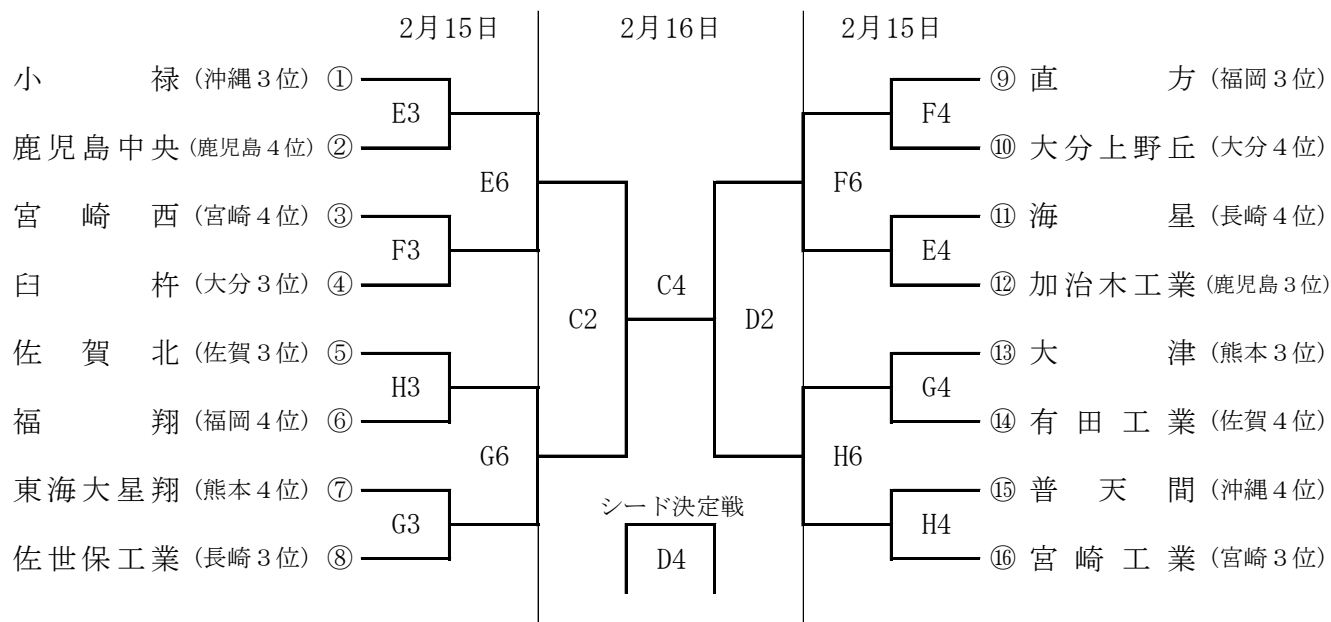 2月15日 2月16日 2月15日
小禄 (沖縄3位) ① ⑨ 直方 (福岡3位)
E3 F4
鹿児島中央 (鹿児島4位) ② ⑩ 大分上野丘 (大分4位)
E6 F6
宮崎西 (宮崎4位) ③ ⑪ 海星 (長崎4位)
F3 E4
臼杵 (大分3位) ④ C4 ⑫ 加治木工業 (鹿児島3位)
C2 D2
佐賀北 (佐賀3位) ⑤ ⑬ 大津 (熊本3位)
H3 G4
福翔 (福岡4位) ⑥ ⑭ 有田工業 (佐賀4位)
G6 H6
東海大星翔 (熊本4位) ⑦ シード決定戦 ⑮ 普天間 (沖縄4位)
G3 H4
佐世保工業 (長崎3位) ⑧ D4 ⑯ 宮崎工業 (宮崎3位)